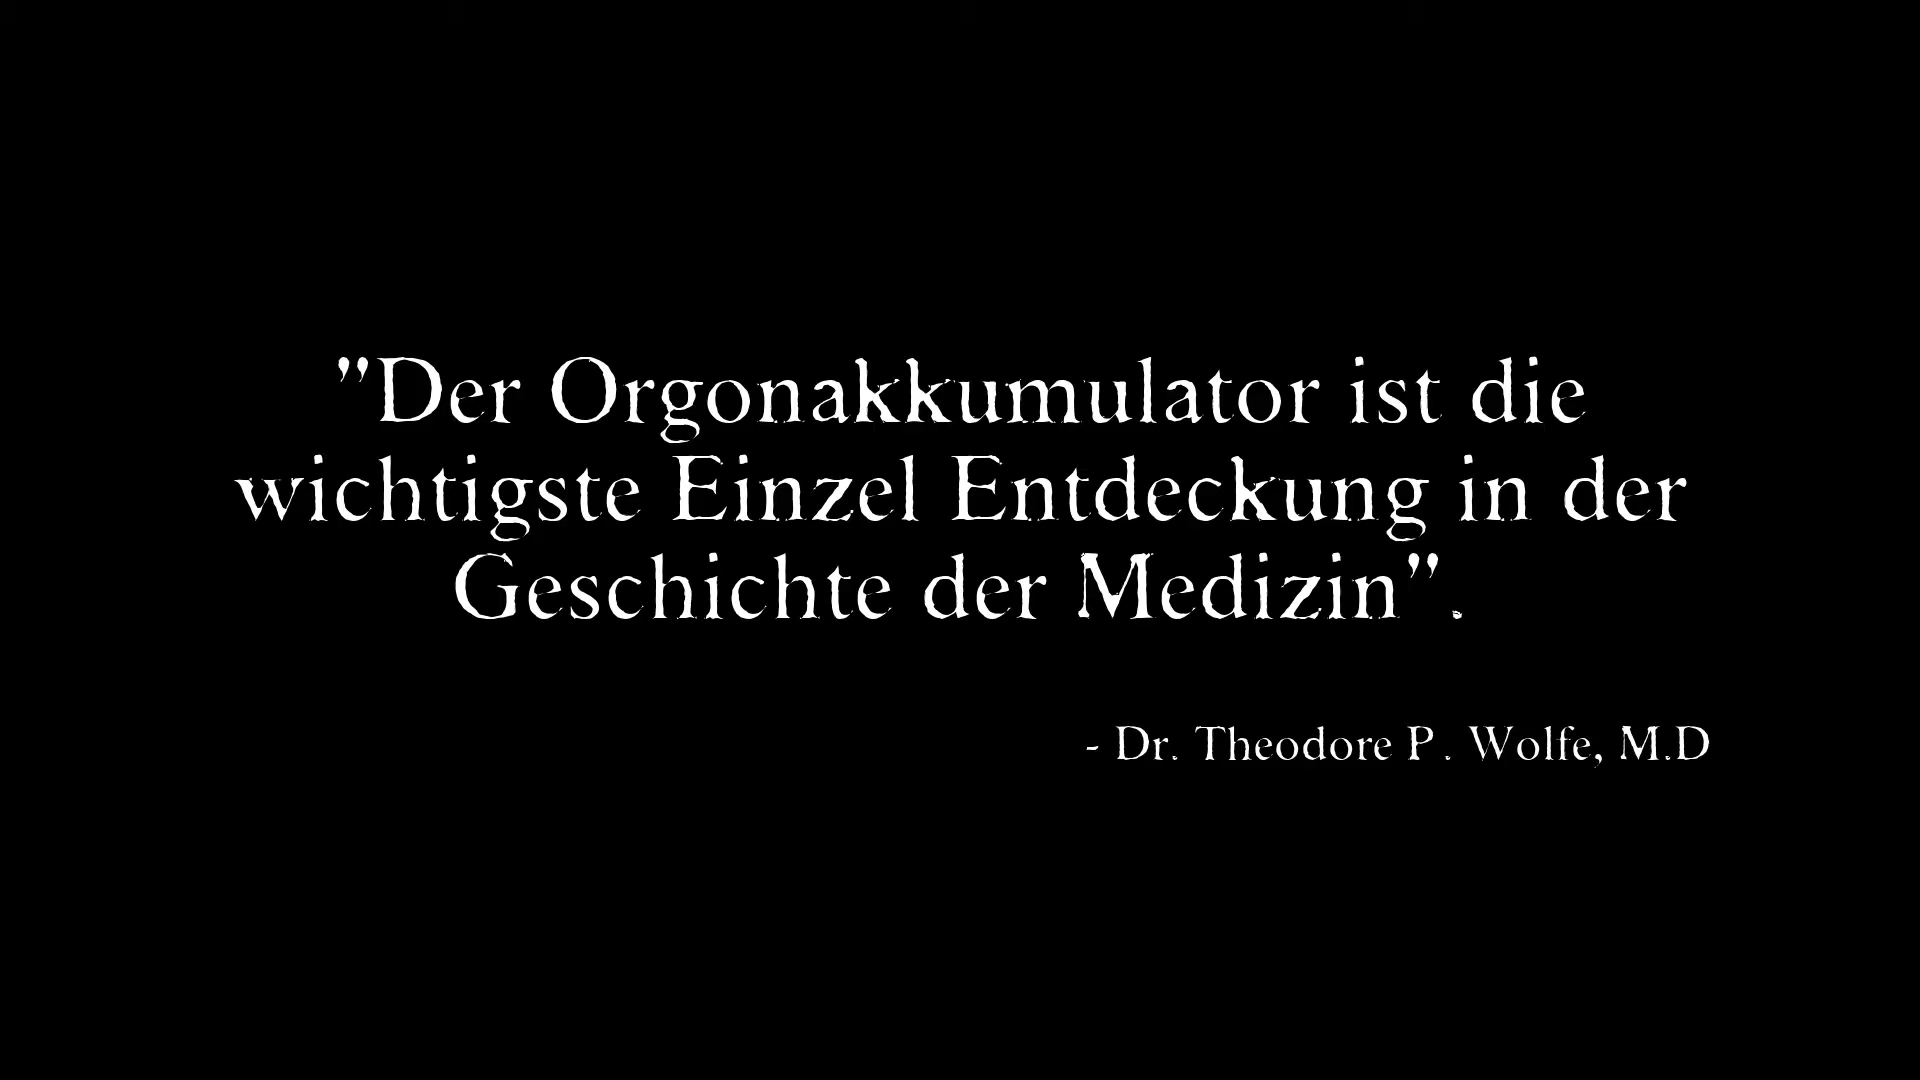 "Der Orgonakkumulator ist die
wichtigste Einzel Entdeckung in der
Geschichte der Medizin".
- Dr. Theodore P. Wolfe, M.D